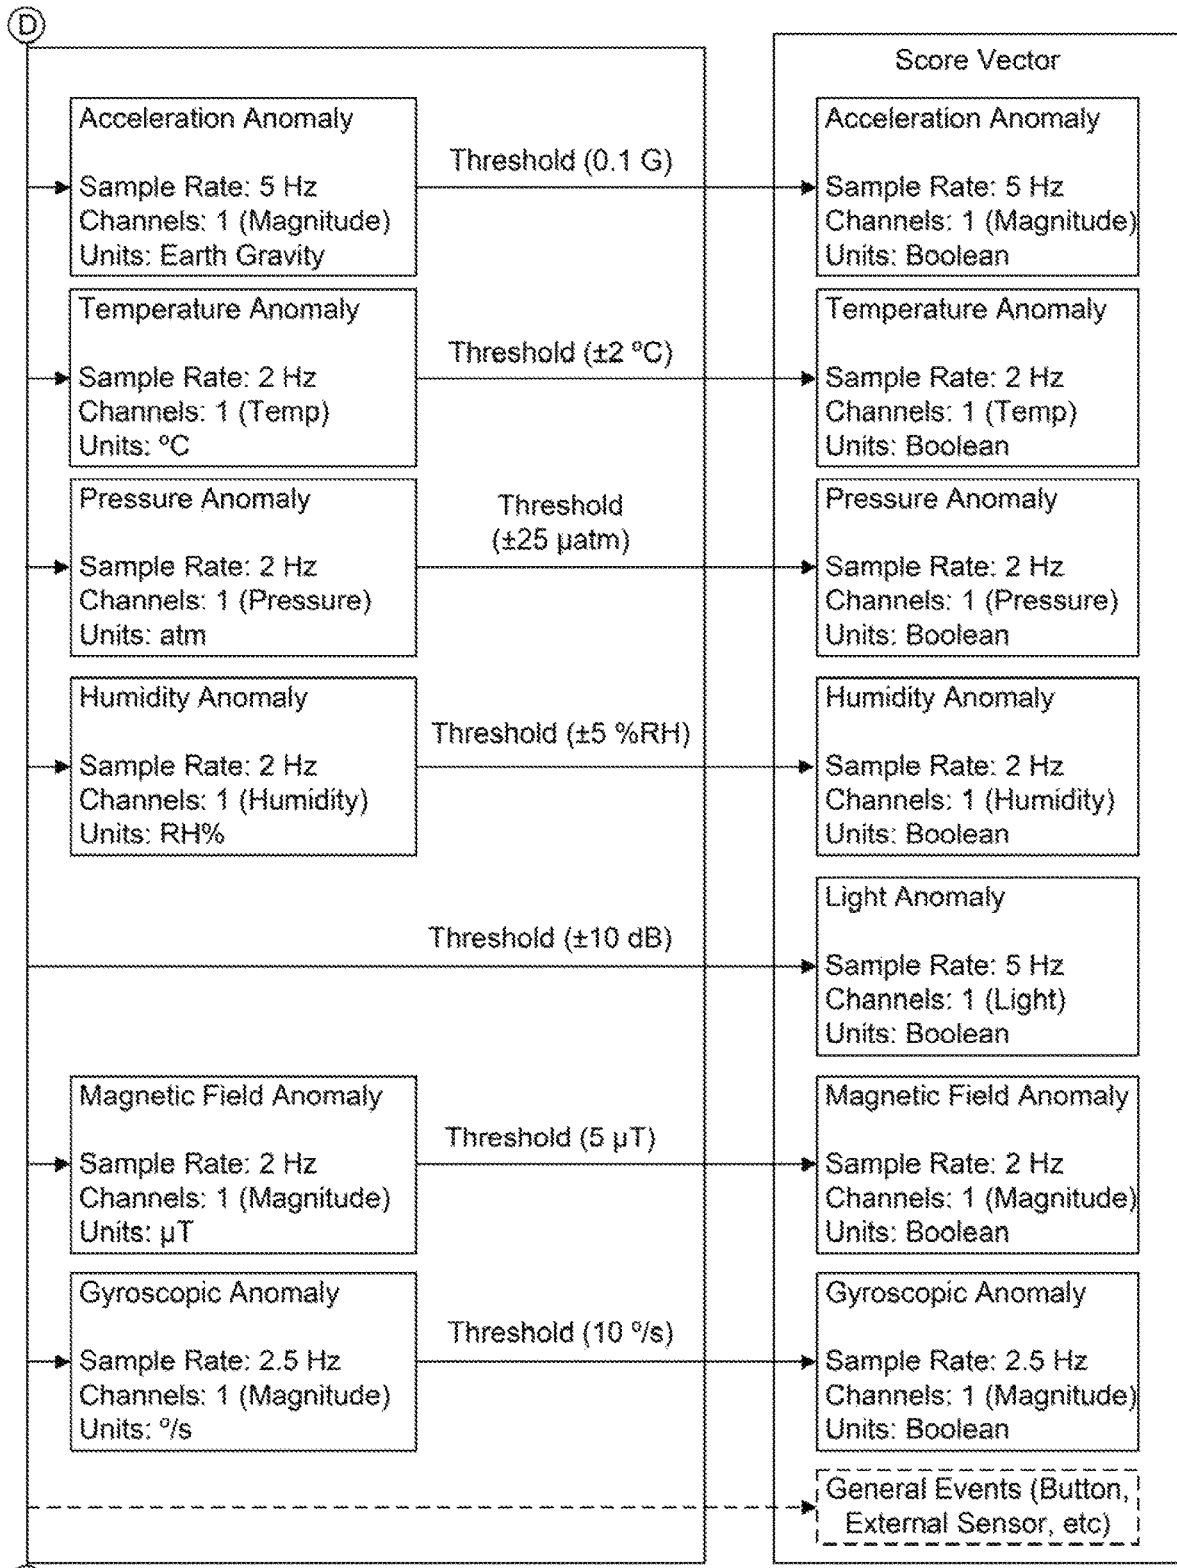 D
Score Vector
Acceleration Anomaly
Sample Rate: 5 Hz
Channels: 1 (Magnitude)
Units: Earth Gravity
Threshold (0.1 G)
Acceleration Anomaly
Sample Rate: 5 Hz
Channels: 1 (Magnitude)
Units: Boolean
Temperature Anomaly
Sample Rate: 2 Hz
Channels: 1 (Temp)
Units: ºC
Threshold (±2 ºC)
Temperature Anomaly
Sample Rate: 2 Hz
Channels: 1 (Temp)
Units: Boolean
Pressure Anomaly
Sample Rate: 2 Hz
Channels: 1 (Pressure)
Units: atm
Threshold
(±25 µatm)
Pressure Anomaly
Sample Rate: 2 Hz
Channels: 1 (Pressure)
Units: Boolean
Humidity Anomaly
Sample Rate: 2 Hz
Channels: 1 (Humidity)
Units: RH%
Threshold (±5 %RH)
Humidity Anomaly
Sample Rate: 2 Hz
Channels: 1 (Humidity)
Units: Boolean
Threshold (±10 dB)
Light Anomaly
Sample Rate: 5 Hz
Channels: 1 (Light)
Units: Boolean
Magnetic Field Anomaly
Sample Rate: 2 Hz
Channels: 1 (Magnitude)
Units: µT
Threshold (5 µT)
Magnetic Field Anomaly
Sample Rate: 2 Hz
Channels: 1 (Magnitude)
Units: Boolean
Gyroscopic Anomaly
Sample Rate: 2.5 Hz
Channels: 1 (Magnitude)
Units: º/s
Threshold (10 º/s)
Gyroscopic Anomaly
Sample Rate: 2.5 Hz
Channels: 1 (Magnitude)
Units: Boolean
General Events (Button,
External Sensor, etc)